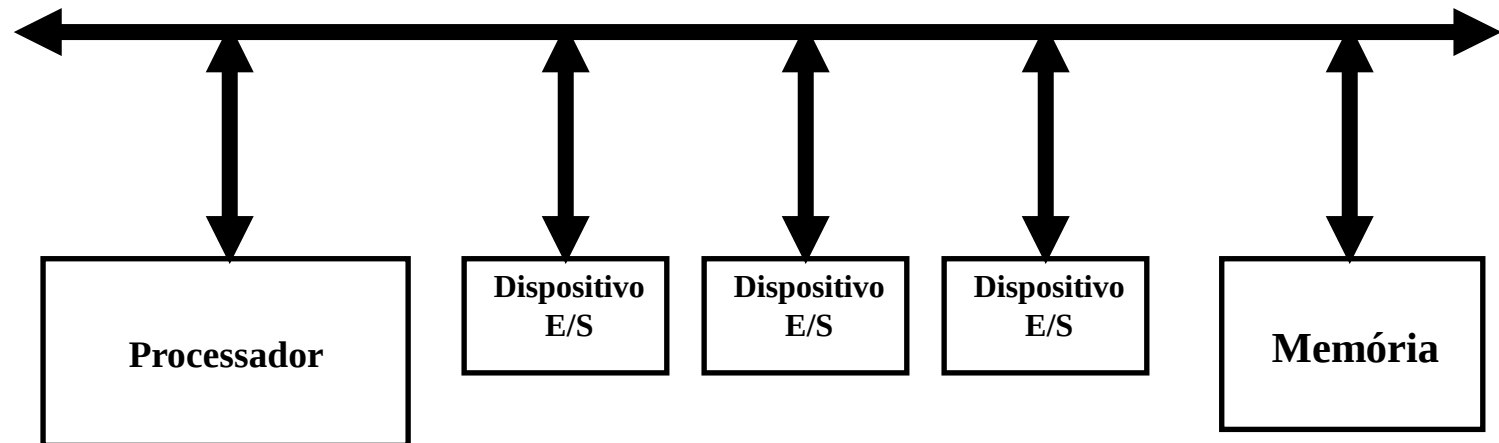 Processador
Dispositivo
E/S
Dispositivo
E/S
Dispositivo
E/S
Memória